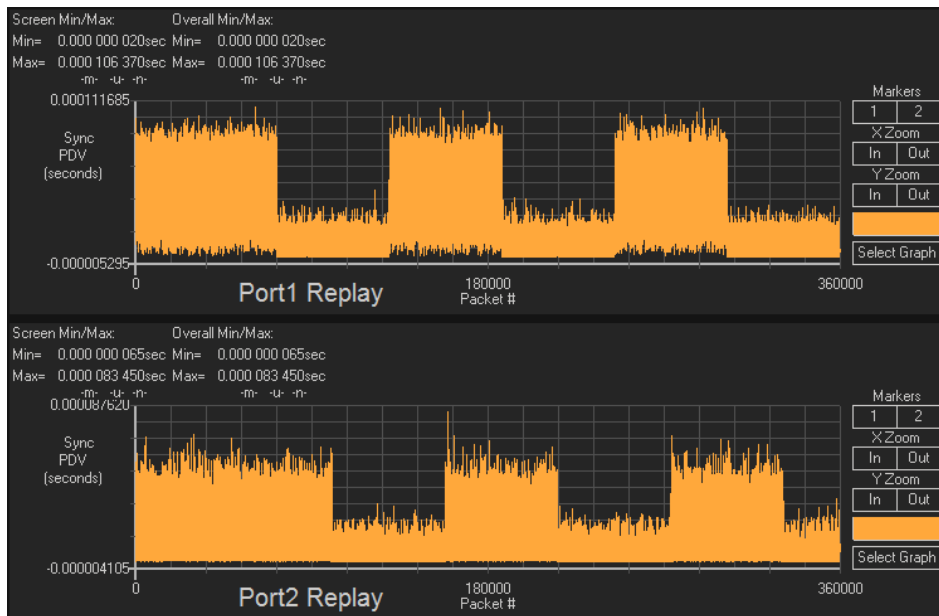 Screen Min/Max: Overall Min/Max:
Min= 0.000 000 020sec Min= 0.000 000 020sec
Max= 0.000 106 370sec Max= 0.000 106 370sec
-m- -u- -n- -m- -u- -n-
0.000111685
Sync
PDV
(seconds)
-0.000005295
0 180000 360000
Port1 Replay
Packet #
Markers
1 2
X Zoom
In Out
Y Zoom
In Out
Select Graph
Screen Min/Max: Overall Min/Max:
Min= 0.000 000 065sec Min= 0.000 000 065sec
Max= 0.000 083 450sec Max= 0.000 083 450sec
-m- -u- -n- -m- -u- -n-
0.000087620
Sync
PDV
(seconds)
-0.000004105
0 180000 360000
Port2 Replay
Packet #
Markers
1 2
X Zoom
In Out
Y Zoom
In Out
Select Graph